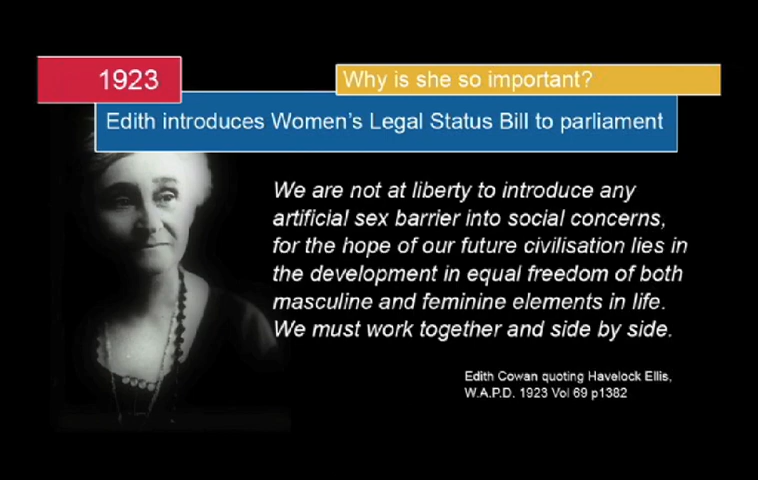 1923
Why is she so important?
Edith introduces Women's Legal Status Bill to parliament
We are not at liberty to introduce any
artificial sex barrier into social concerns,
for the hope of our future civilisation lies in
the development in equal freedom of both
masculine and feminine elements in life.
We must work together and side by side.
Edith Cowan quoting Havelock Ellis,
W.A.P.D. 1923 Vol 69 p1382